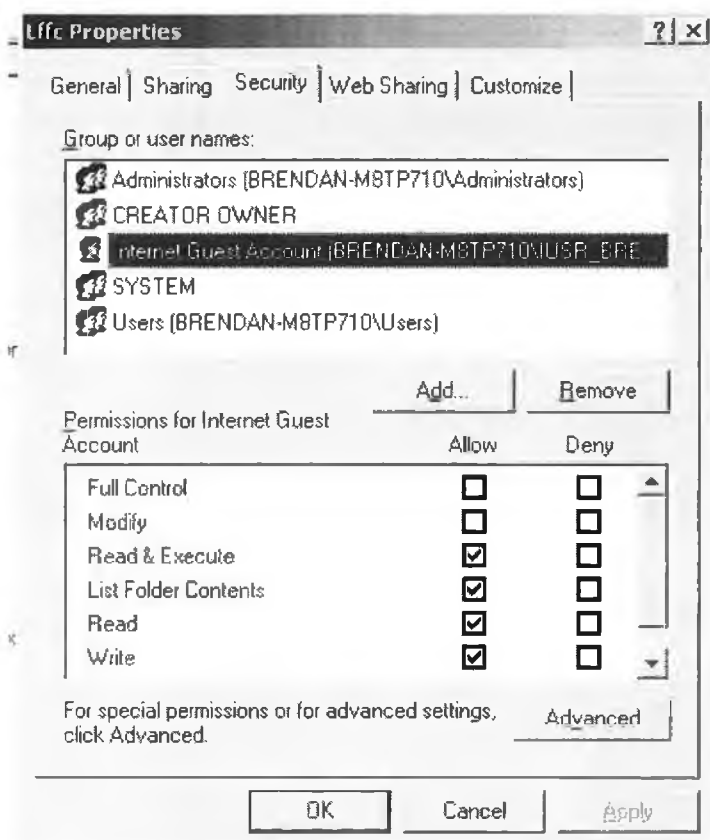 Lffc Properties
General Sharing Security Web Sharing Customize
Group or user names:
Administrators (BRENDAN-M8TP710\Administrators)
CREATOR OWNER
Internet Guest Account (BRENDAN-M8TP710\IUSR_BRE
SYSTEM
Users (BRENDAN-M8TP710\Users)
Add... Remove
Permissions for Internet Guest
Account Allow Deny
Full Control
Modify
Read & Execute
List Folder Contents
Read
Write
For special permissions or for advanced settings,
click Advanced.
Advanced
OK Cancel Apply